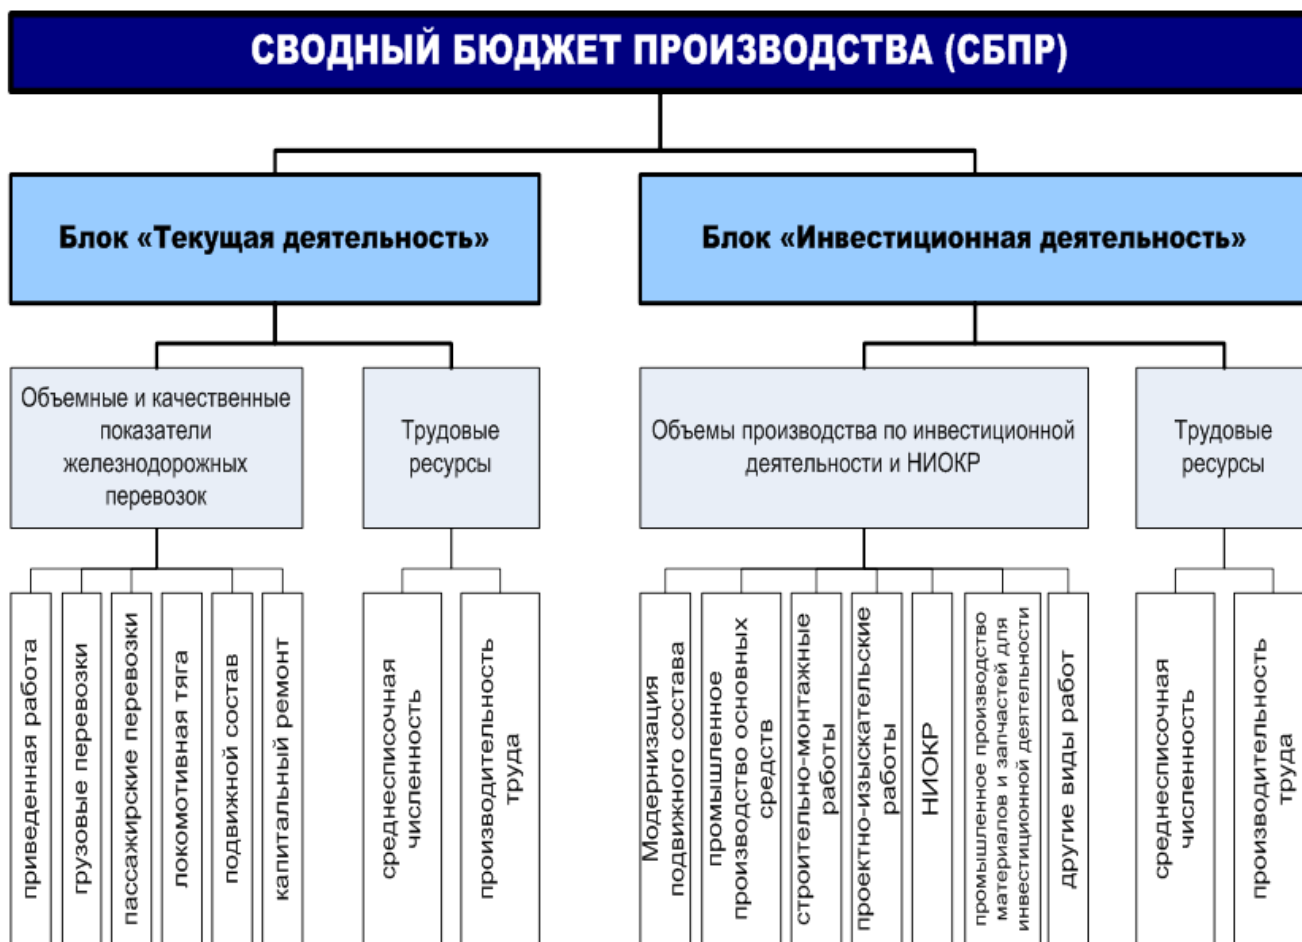 СВОДНЫЙ БЮДЖЕТ ПРОИЗВОДСТВА (СБПР)
Блок «Текущая деятельность»
Блок «Инвестиционная деятельность»
Объемные и качественные
показатели
железнодорожных
перевозок
Трудовые
ресурсы
Объемы производства по инвестиционной
деятельности и НИОКР
Трудовые
ресурсы
приведенная работа
грузовые перевозки
пассажирские перевозки
локомотивная тяга
подвижной состав
капитальный ремонт
среднесписочная
численность
производительность
труда
Модернизация
подвижного состава
промышленное
производство основных
средств
строительно-монтажные
работы
проектно-изыскательские
работы
НИОКР
промышленное производство
материалов и запчастей для
инвестиционной деятельности
другие виды работ
среднесписочная
численность
производительность
труда